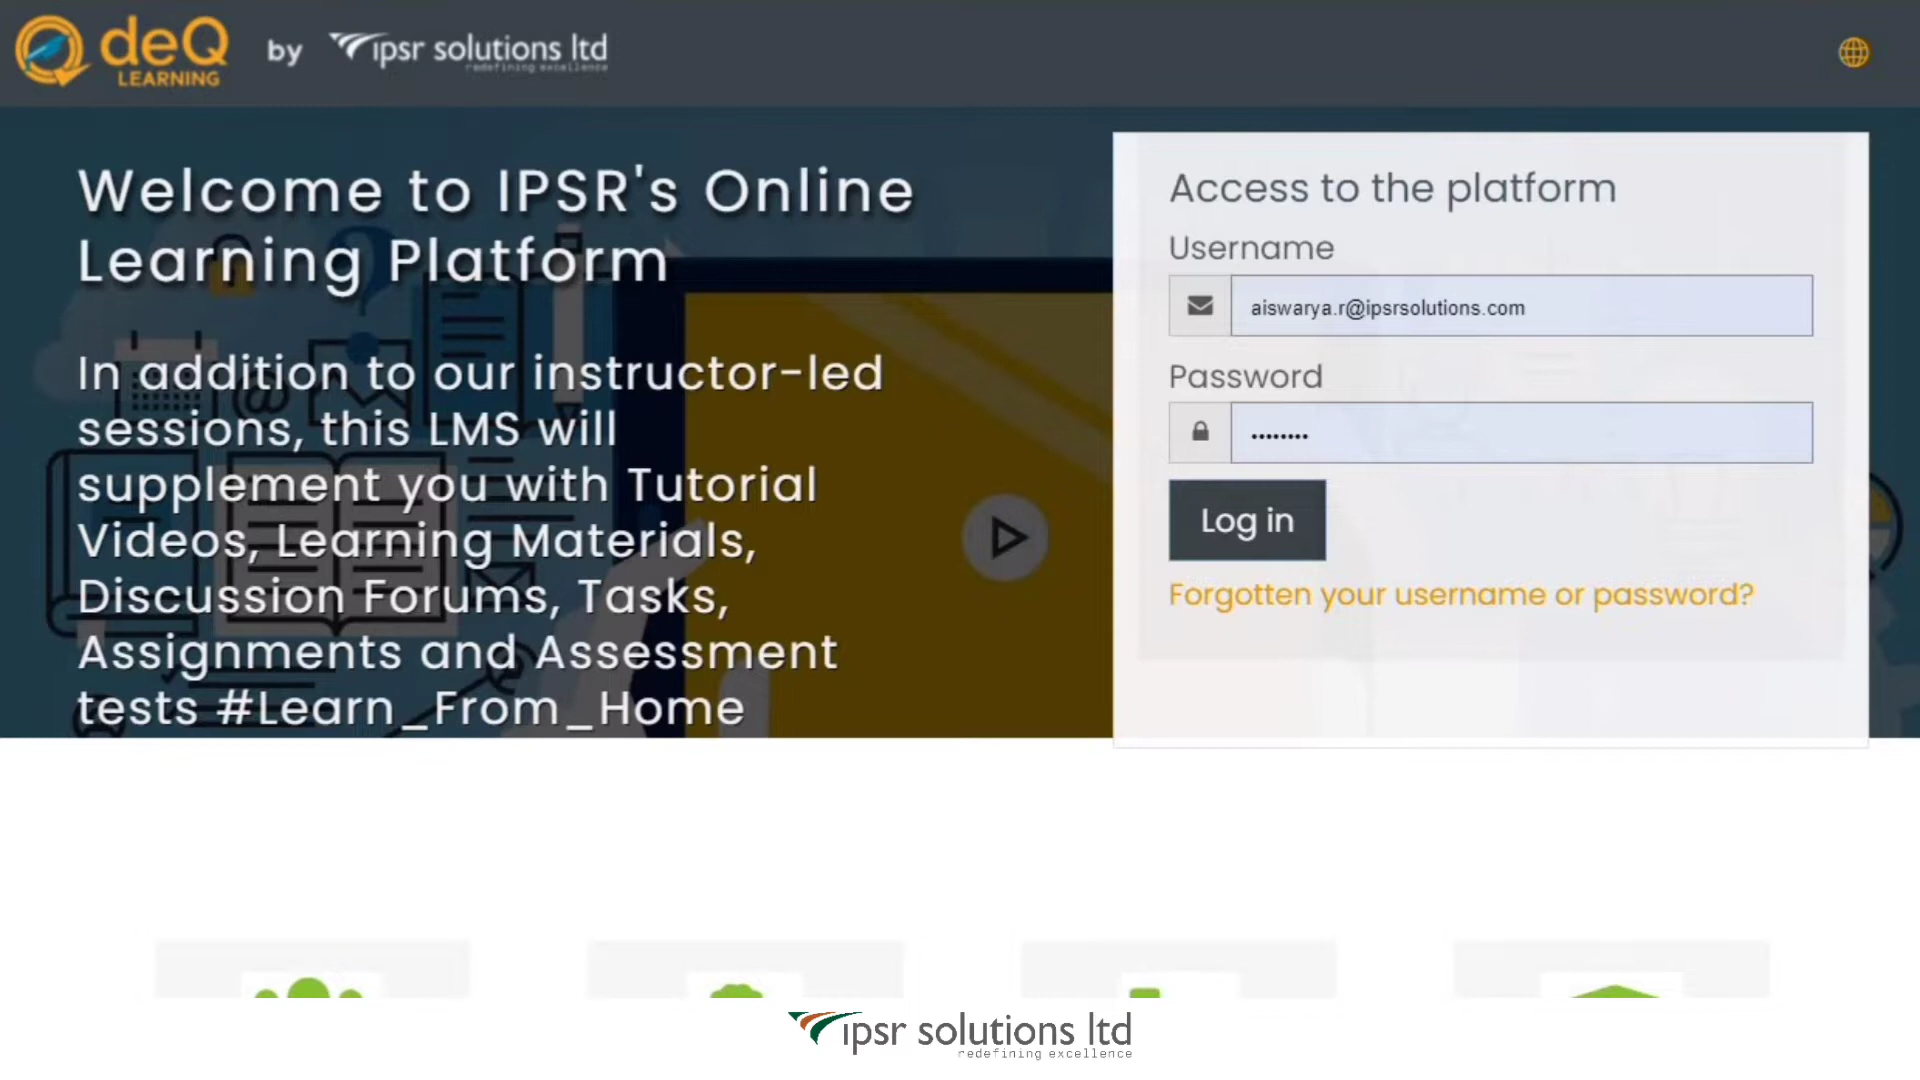 deQ
LEARNING
by
ipsr solutions ltd
redefining excellence
Welcome to IPSR's Online
Learning Platform
In addition to our instructor-led
sessions, this LMS will
supplement you with Tutorial
Videos, Learning Materials,
Discussion Forums, Tasks,
Assignments and Assessment
tests #Learn_From_Home
Access to the platform
Username
aiswarya.r@ipsrsolutions.com
Password
••••••••
Log in
Forgotten your username or password?
ipsr solutions ltd
redefining excellence